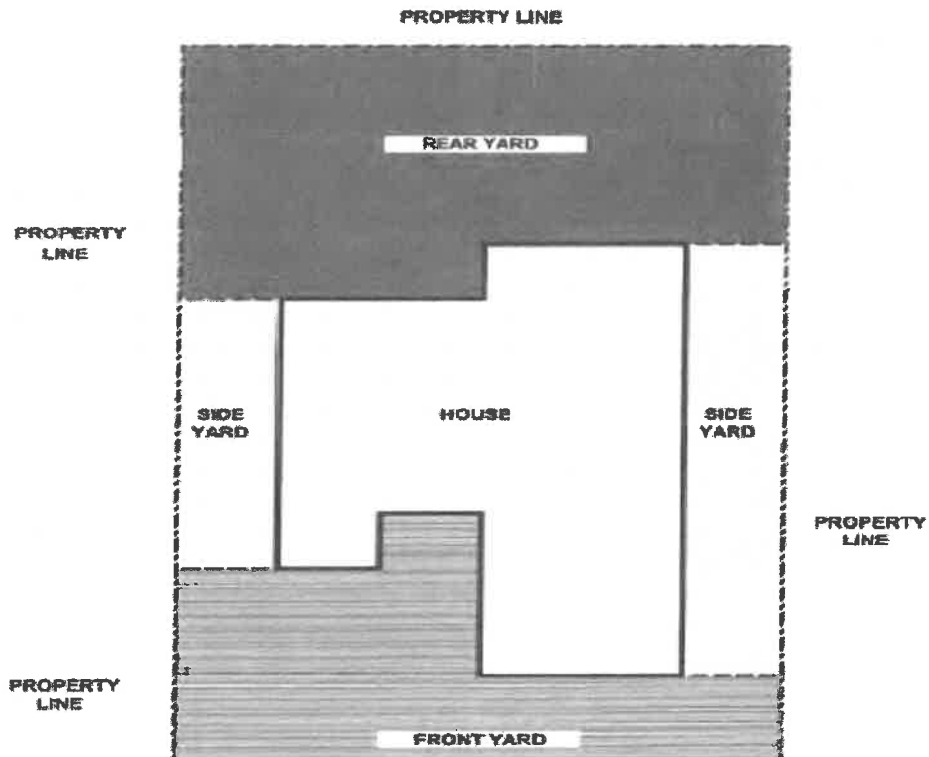 PROPERTY LINE
REAR YARD
PROPERTY
LINE
SIDE
YARD
HOUSE
SIDE
YARD
PROPERTY
LINE
PROPERTY
LINE
FRONT YARD